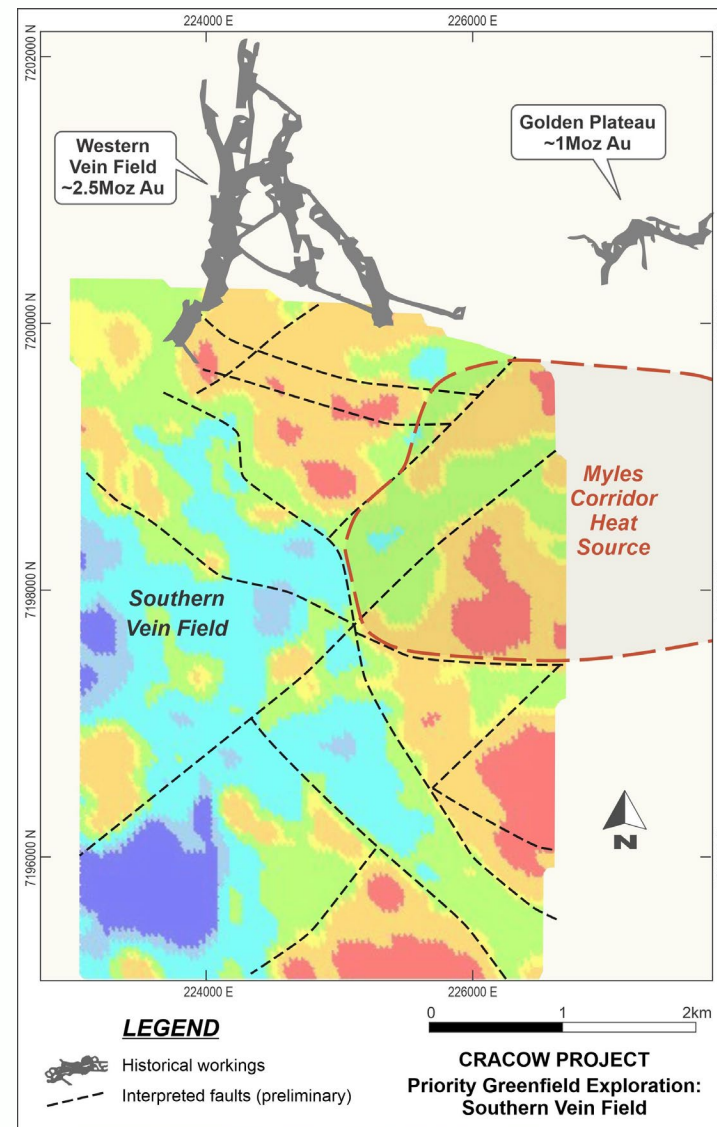 224000 E
226000 E
7202000 N
Western
Vein Field
~2.5Moz Au
Golden Plateau
~1Moz Au
7200000 N
Myles
Corridor
Heat
Source
7198000 N
Southern
Vein Field
7196000 N
N
224000 E
226000 E
LEGEND
Historical workings
Interpreted faults (preliminary)
0 1 2km
CRACOW PROJECT
Priority Greenfield Exploration:
Southern Vein Field